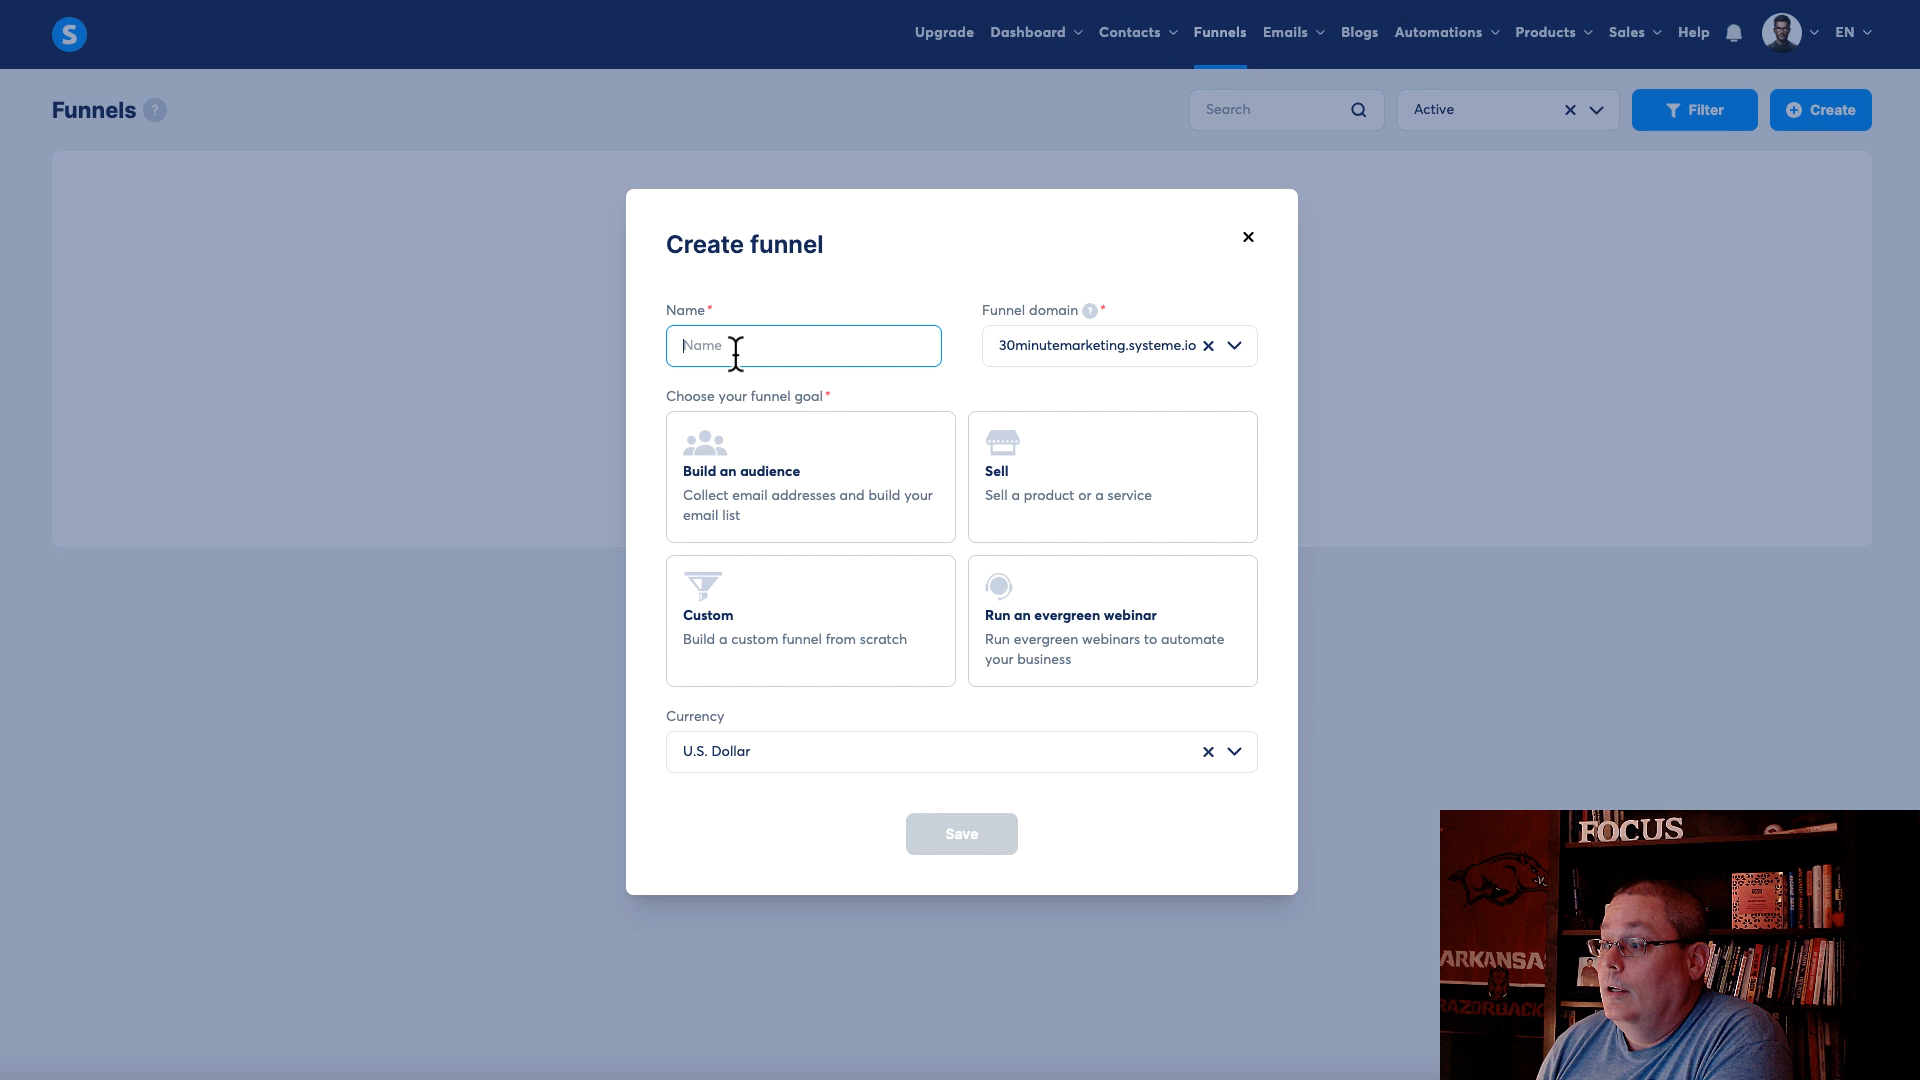 S
Upgrade Dashboard Contacts Funnels Emails Blogs Automations Products Sales Help EN
Funnels ?
Search
Active
Filter
Create
Create funnel
Name*
Funnel domain ? *
Name
30minutemarketing.systeme.io
Choose your funnel goal*
Build an audience
Collect email addresses and build your
email list
Sell
Sell a product or a service
Custom
Build a custom funnel from scratch
Run an evergreen webinar
Run evergreen webinars to automate
your business
Currency
U.S. Dollar
Save
FOCUS
ARKANSA
RAZORBACK